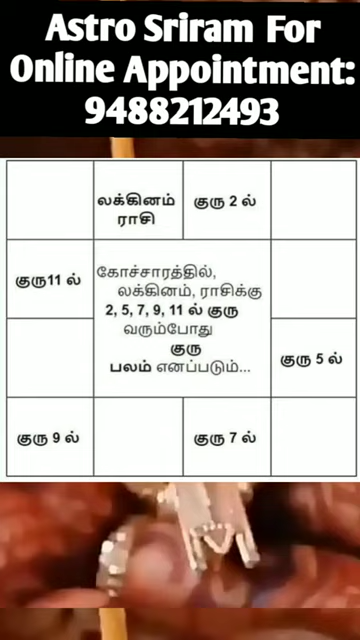 Astro Sriram For
Online Appointment:
9488212493
லக்கினம்
ராசி
குரு 2 ல்
குரு11 ல்
கோச்சாரத்தில்,
லக்கினம், ராசிக்கு
2, 5, 7, 9, 11 ல் குரு
வரும்போது
குரு
பலம் எனப்படும்...
குரு 5 ல்
குரு 9 ல்
குரு 7 ல்